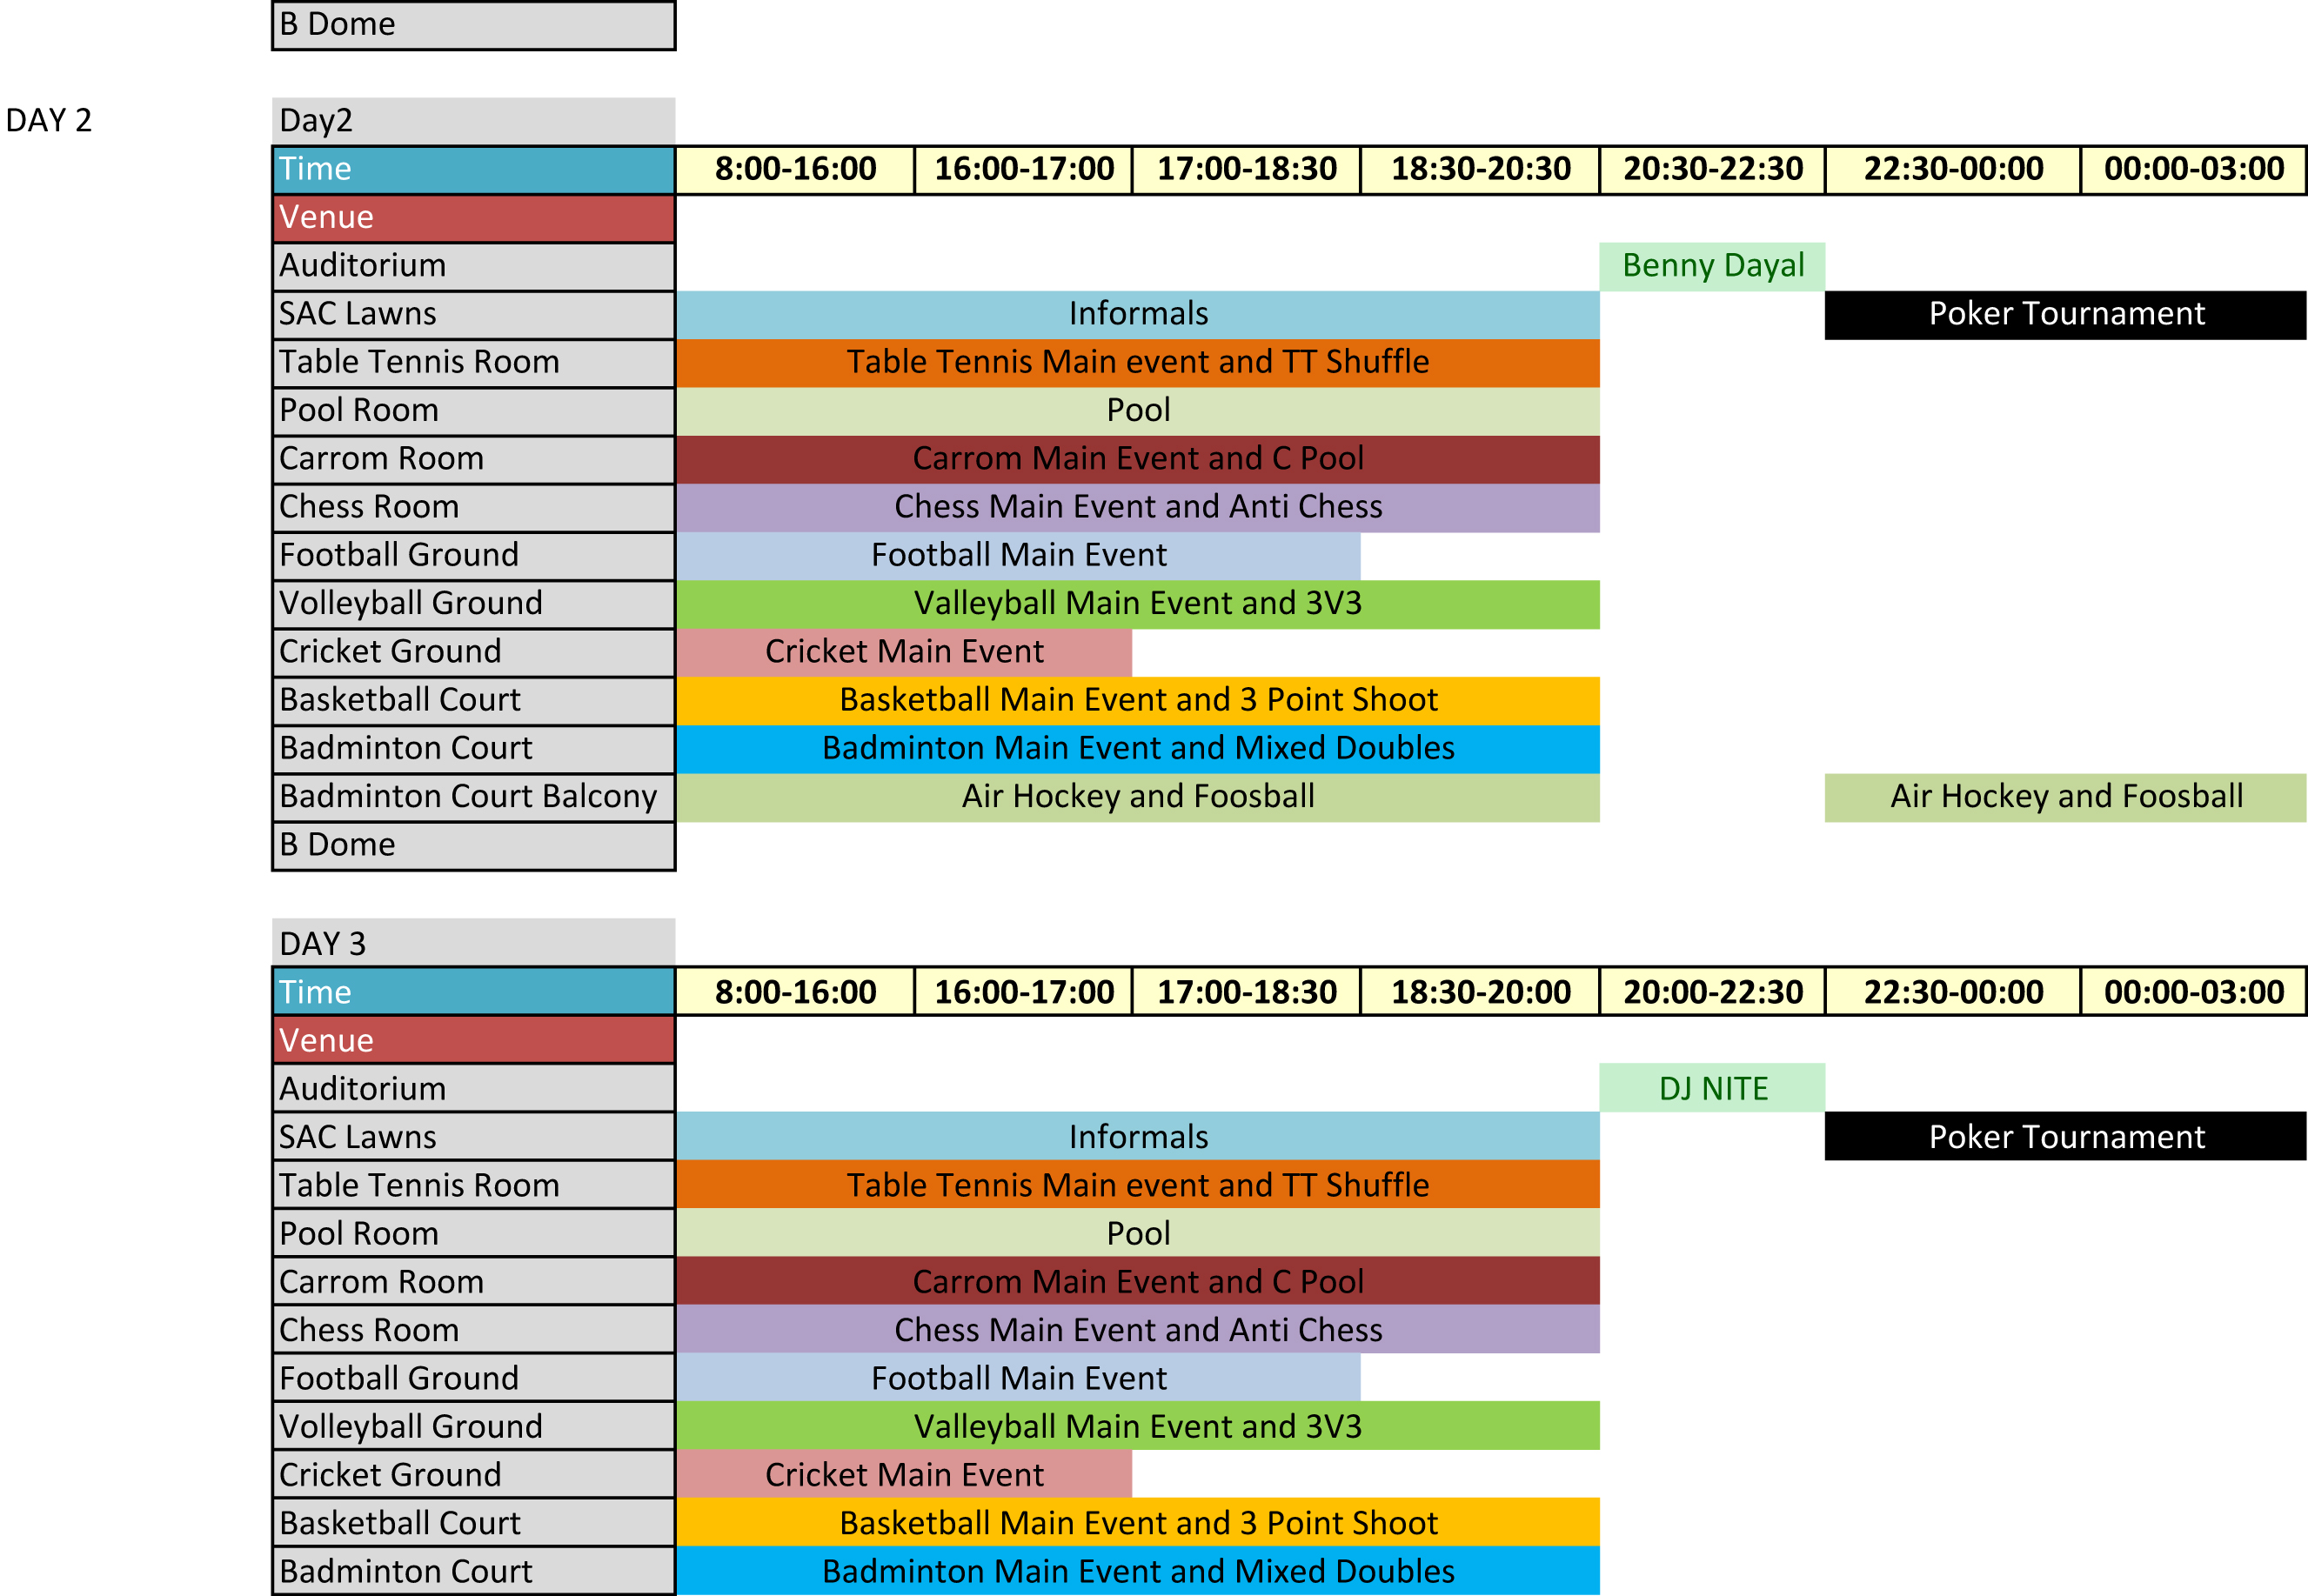 B Dome
DAY 2 Day2
Time 8:00-16:00 16:00-17:00 17:00-18:30 18:30-20:30 20:30-22:30 22:30-00:00 00:00-03:00
Venue
Auditorium Benny Dayal
SAC Lawns Informals Poker Tournament
Table Tennis Room Table Tennis Main event and TT Shuffle
Pool Room Pool
Carrom Room Carrom Main Event and C Pool
Chess Room Chess Main Event and Anti Chess
Football Ground Football Main Event
Volleyball Ground Valleyball Main Event and 3V3
Cricket Ground Cricket Main Event
Basketball Court Basketball Main Event and 3 Point Shoot
Badminton Court Badminton Main Event and Mixed Doubles
Badminton Court Balcony Air Hockey and Foosball Air Hockey and Foosball
B Dome
DAY 3
Time 8:00-16:00 16:00-17:00 17:00-18:30 18:30-20:00 20:00-22:30 22:30-00:00 00:00-03:00
Venue
Auditorium DJ NITE
SAC Lawns Informals Poker Tournament
Table Tennis Room Table Tennis Main event and TT Shuffle
Pool Room Pool
Carrom Room Carrom Main Event and C Pool
Chess Room Chess Main Event and Anti Chess
Football Ground Football Main Event
Volleyball Ground Valleyball Main Event and 3V3
Cricket Ground Cricket Main Event
Basketball Court Basketball Main Event and 3 Point Shoot
Badminton Court Badminton Main Event and Mixed Doubles